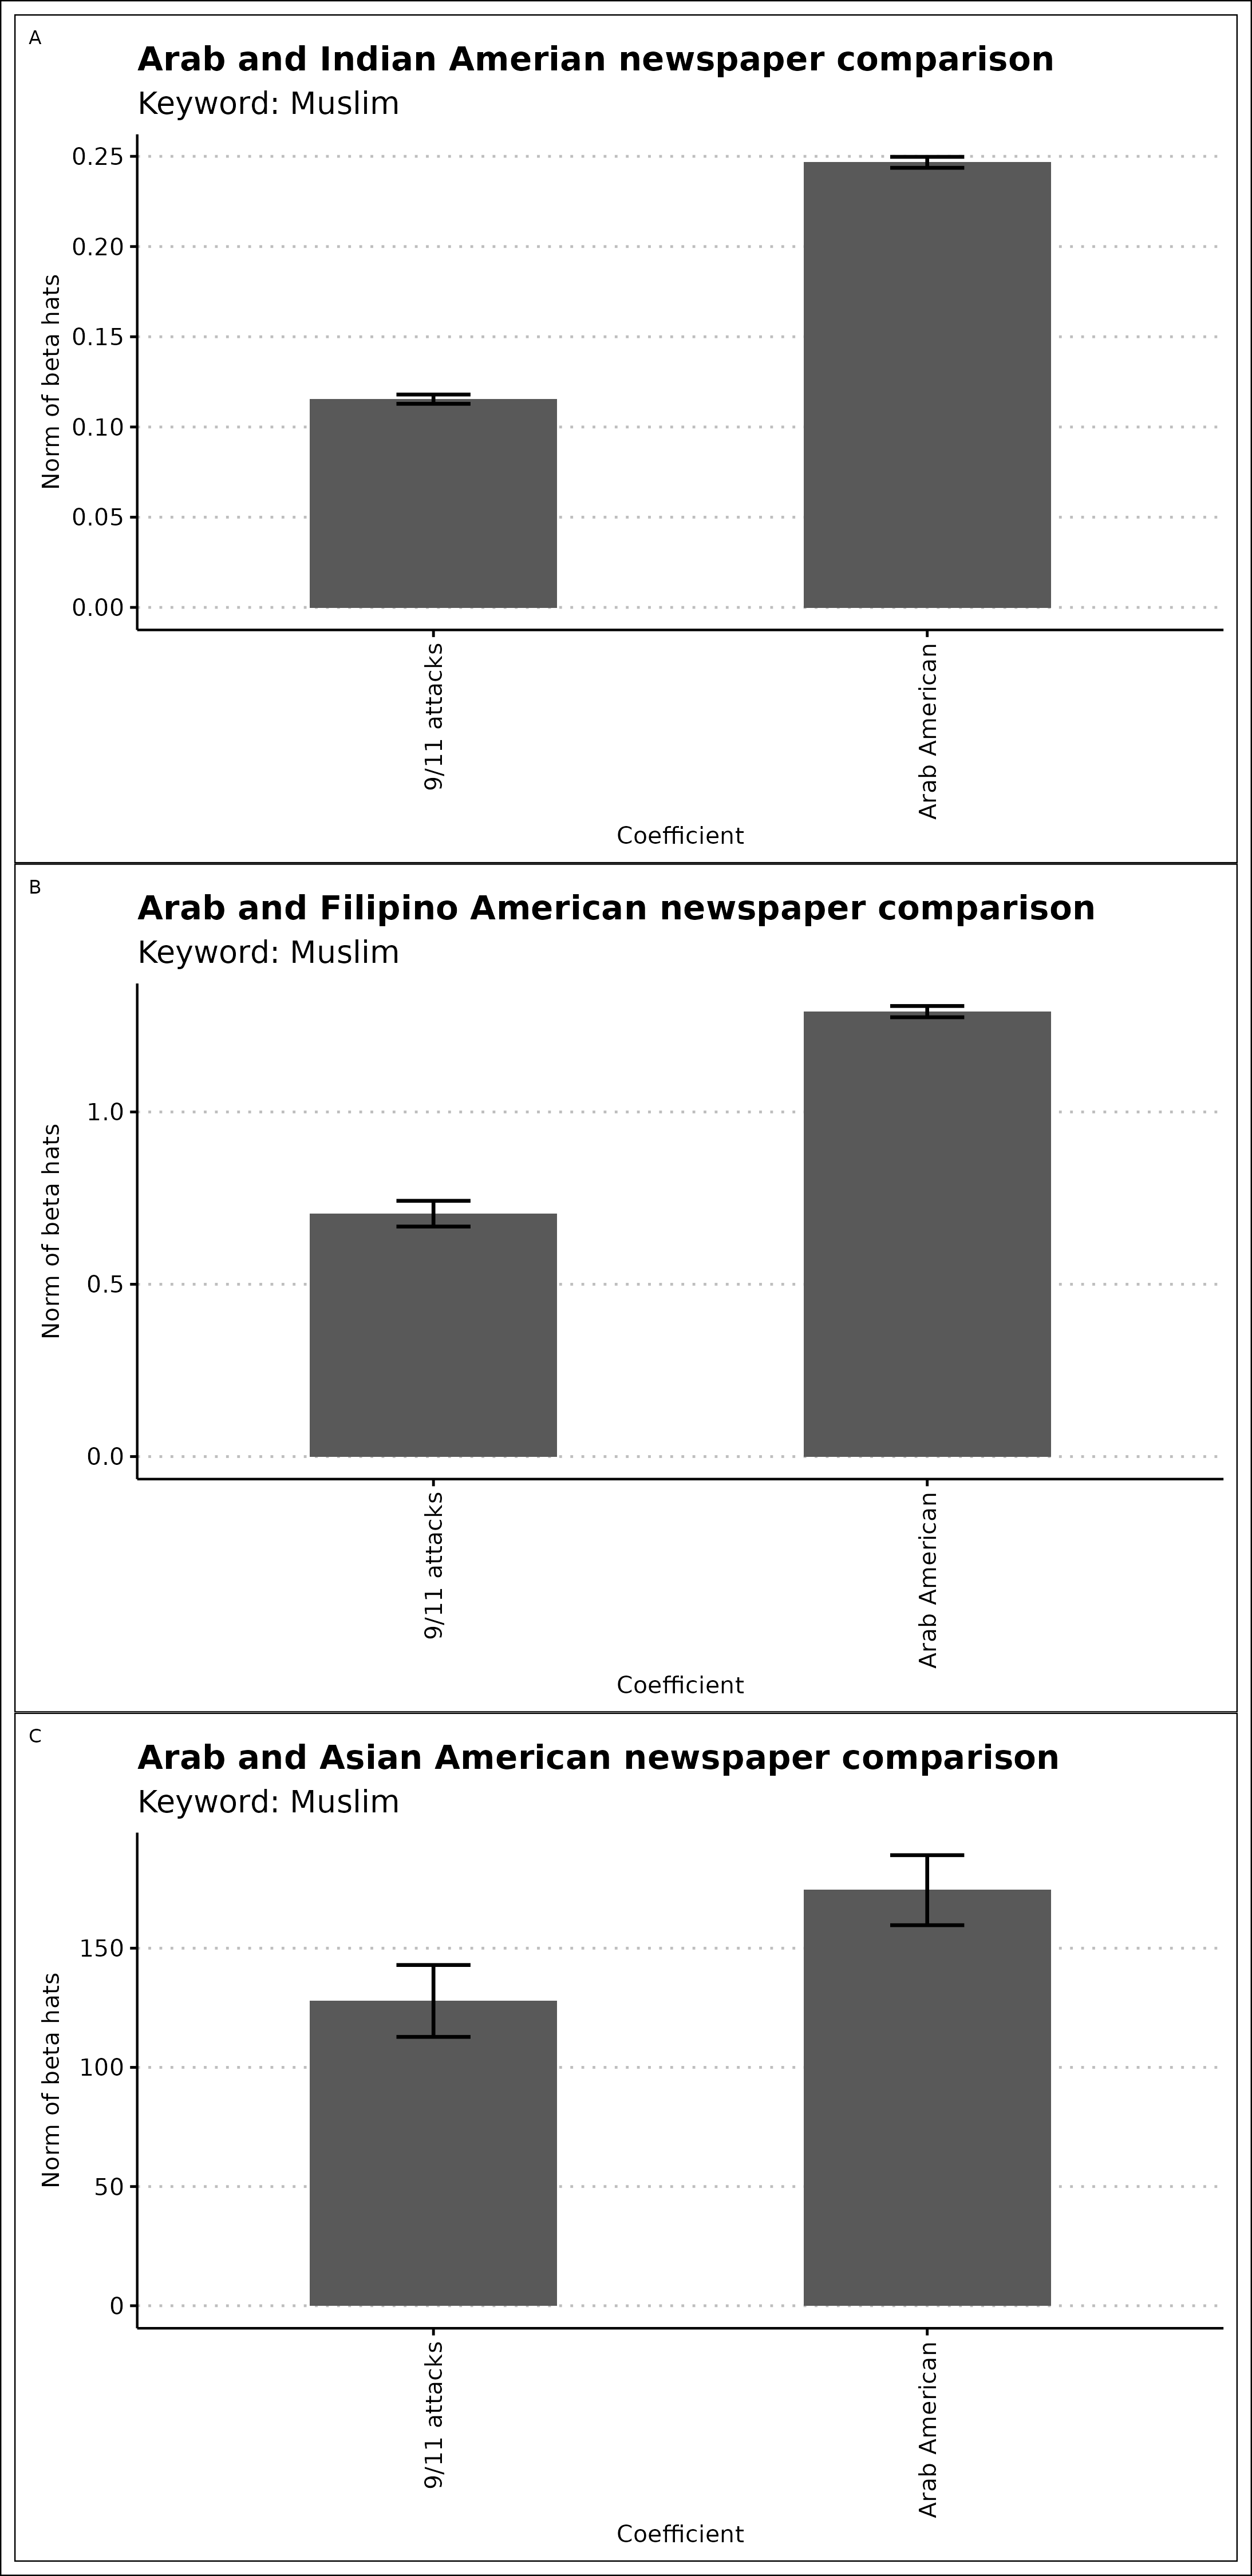 A
Arab and Indian Amerian newspaper comparison
Keyword: Muslim
Norm of beta hats
0.25
0.20
0.15
0.10
0.05
0.00
9/11 attacks
Arab American
Coefficient
B
Arab and Filipino American newspaper comparison
Keyword: Muslim
Norm of beta hats
1.0
0.5
0.0
9/11 attacks
Arab American
Coefficient
C
Arab and Asian American newspaper comparison
Keyword: Muslim
Norm of beta hats
150
100
50
0
9/11 attacks
Arab American
Coefficient